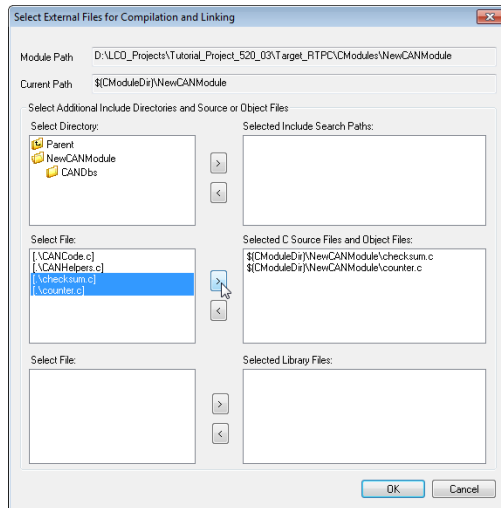 Select External Files for Compilation and Linking
Module Path D:\LCO_Projects\Tutorial_Project_520_03\Target_RTPC\CModules\NewCANModule
Current Path $(CModuleDir)\NewCANModule
Select Additional Include Directories and Source or Object Files
Select Directory:
Parent
NewCANModule
CANDbs
>
<
Selected Include Search Paths:
Select File:
[.\CANCode.c]
[.\CANHelpers.c]
[.\checksum.c]
[.\counter.c]
>
<
Selected C Source Files and Object Files:
$(CModuleDir)\NewCANModule\checksum.c
$(CModuleDir)\NewCANModule\counter.c
Select File:
>
<
Selected Library Files:
OK
Cancel